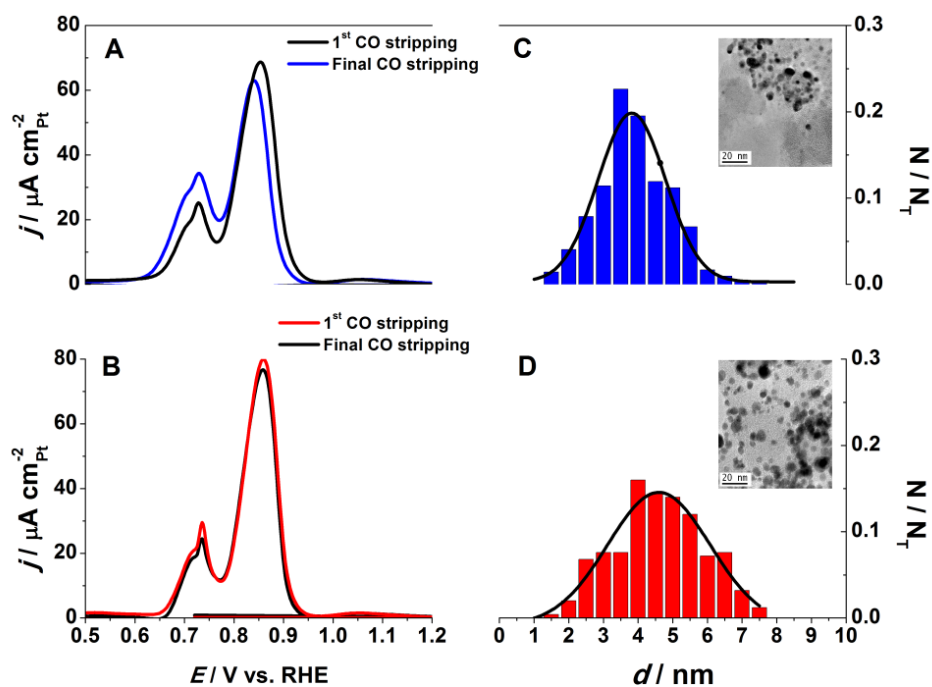 A
1st CO stripping
Final CO stripping
80
60
40
20
0
j / μA cm-2Pt
C
20 nm
0.3
0.2
0.1
0.0
N / NT
B
1st CO stripping
Final CO stripping
80
60
40
20
0
j / μA cm-2Pt
0.5 0.6 0.7 0.8 0.9 1.0 1.1 1.2
E / V vs. RHE
D
20 nm
0.3
0.2
0.1
0.0
N / NT
0 1 2 3 4 5 6 7 8 9 10
d / nm